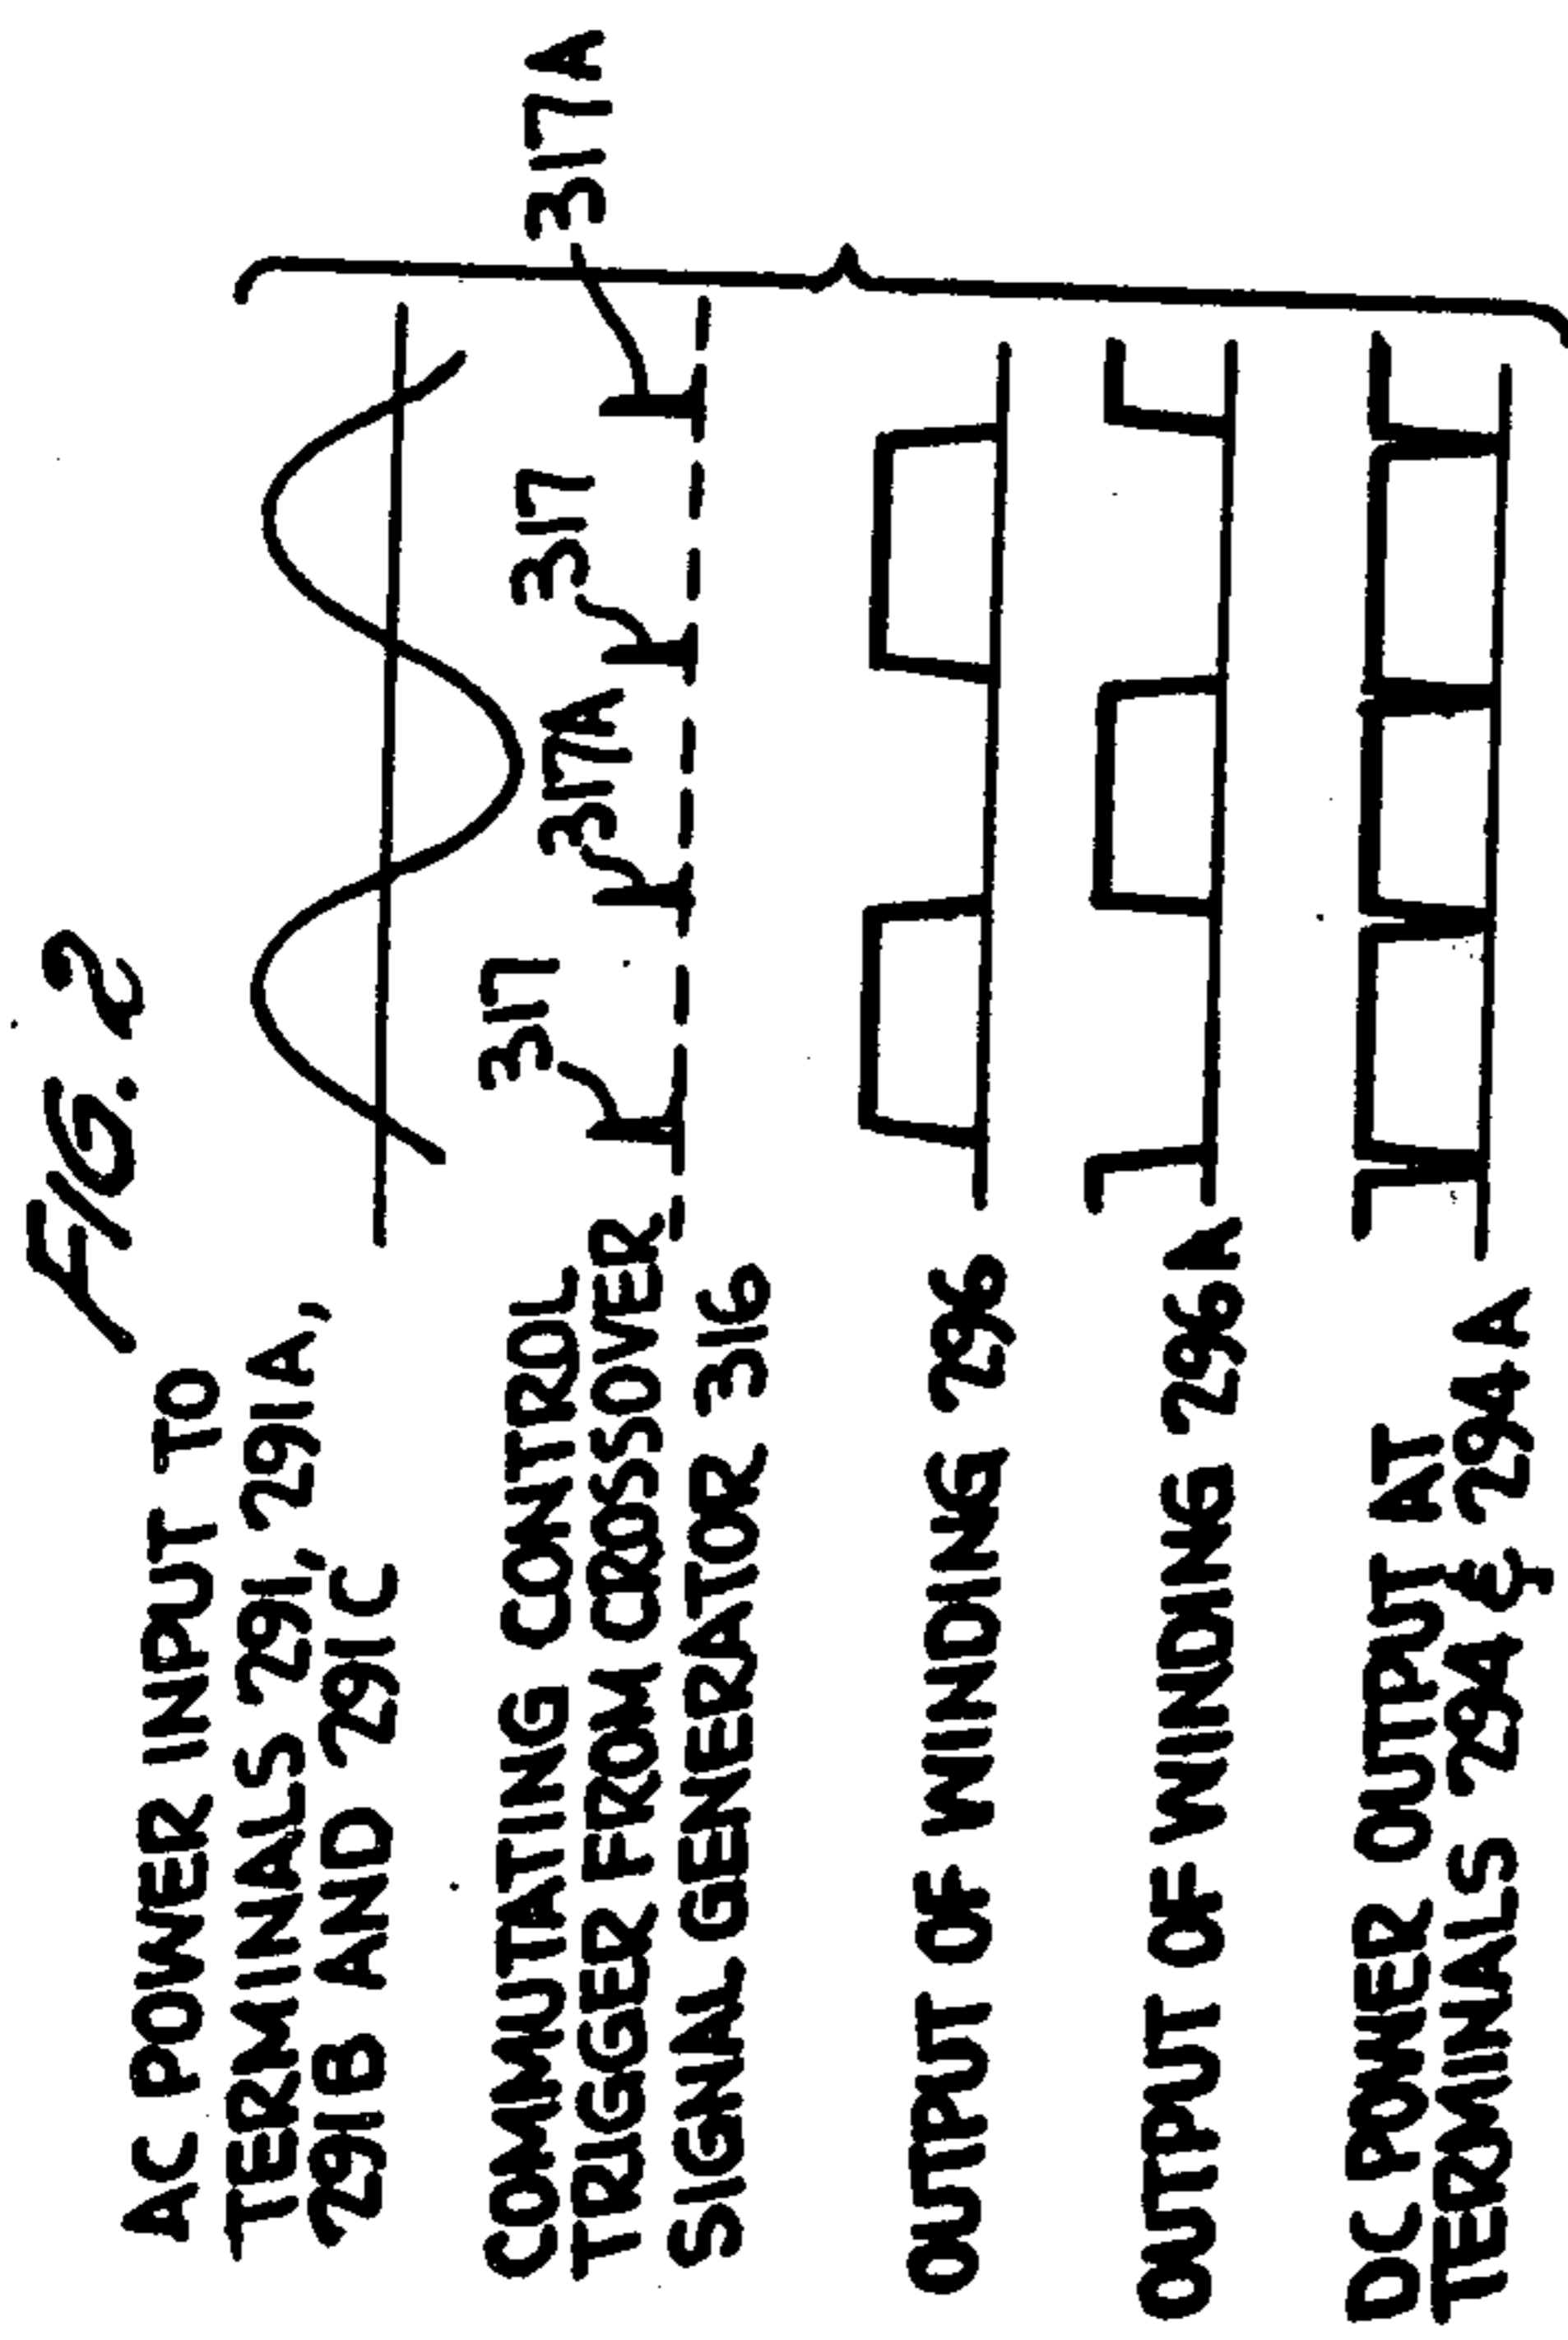 FIG. 2
AC POWER INPUT TO
TERMINALS 291, 291A,
291B AND 291C
COMMUTATING CONTROL
TRIGGER FROM CROSSOVER
SIGNAL GENERATOR 316
317
317A
317
317A
OUTPUT OF WINDING 296
OUTPUT OF WINDING 296A
DC POWER OUTPUT AT
TERMINALS 294 & 294A